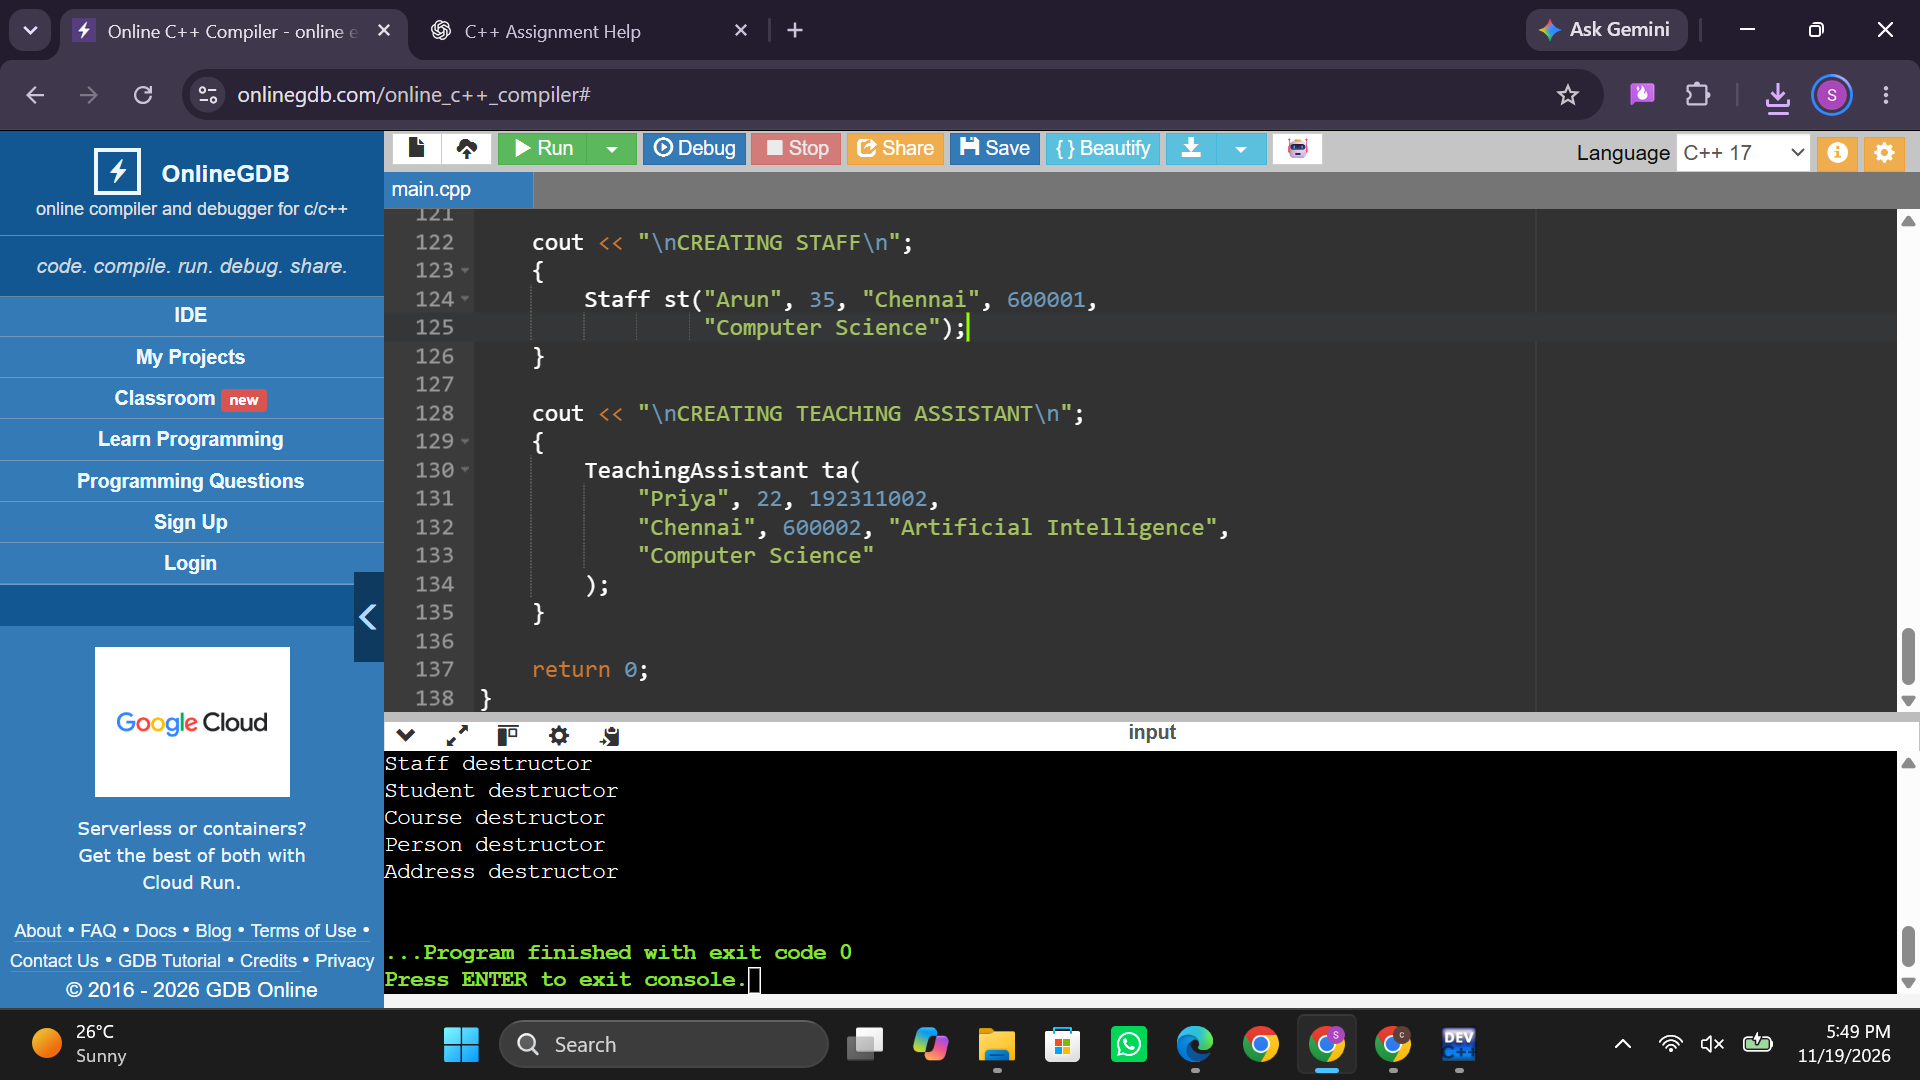 Online C++ Compiler - online e
C++ Assignment Help
Ask Gemini
onlinegdb.com/online_c++_compiler#
S
OnlineGDB
online compiler and debugger for c/c++
code. compile. run. debug. share.
IDE
My Projects
Classroom new
Learn Programming
Programming Questions
Sign Up
Login
Google Cloud
Serverless or containers?
Get the best of both with
Cloud Run.
About • FAQ • Docs • Blog • Terms of Use •
Contact Us • GDB Tutorial • Credits • Privacy
© 2016 - 2026 GDB Online
Run Debug Stop Share Save { } Beautify
Language C++ 17
main.cpp
121
122 cout << "\nCREATING STAFF\n";
123 {
124 Staff st("Arun", 35, "Chennai", 600001,
125 "Computer Science");
126 }
127
128 cout << "\nCREATING TEACHING ASSISTANT\n";
129 {
130 TeachingAssistant ta(
131 "Priya", 22, 192311002,
132 "Chennai", 600002, "Artificial Intelligence",
133 "Computer Science"
134 );
135 }
136
137 return 0;
138 }
input
Staff destructor
Student destructor
Course destructor
Person destructor
Address destructor
...Program finished with exit code 0
Press ENTER to exit console.
26°C
Sunny
Search
S
C
DEV
C++
5:49 PM
11/19/2026